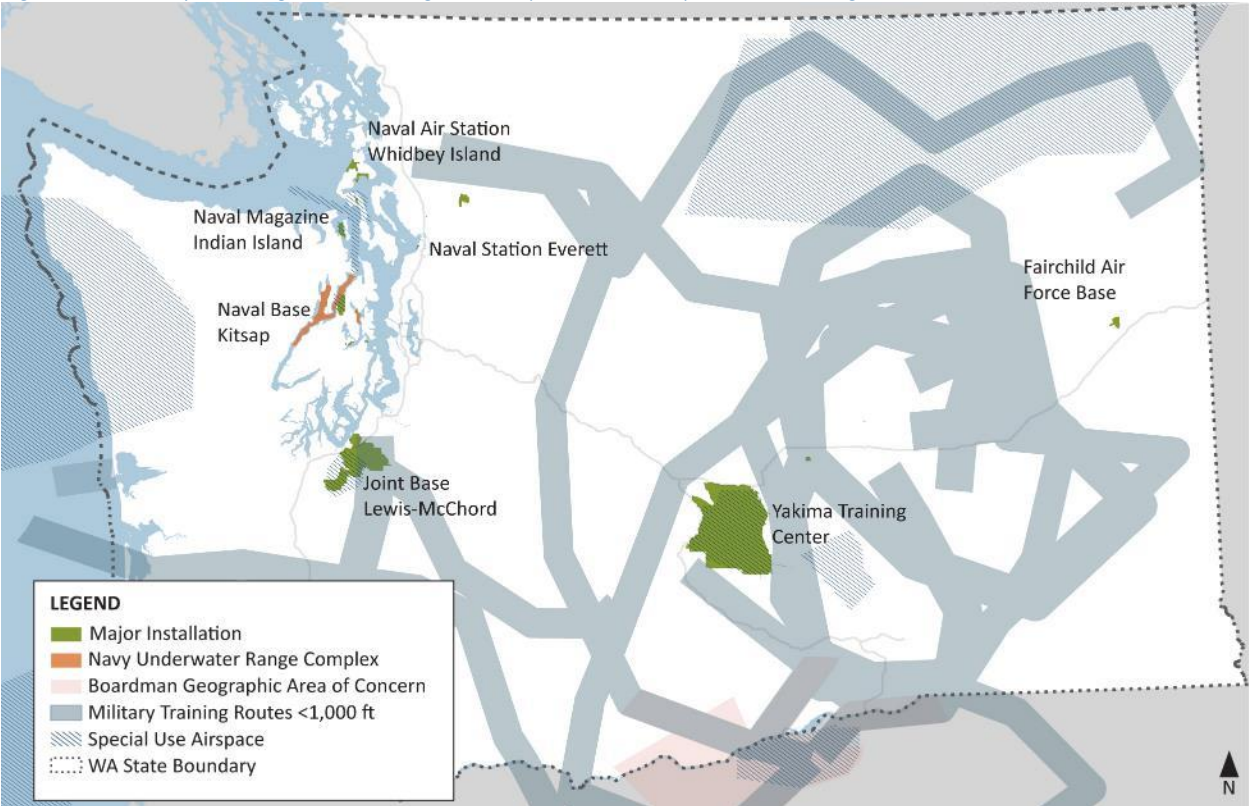 Naval Air Station
Whidbey Island
Naval Magazine
Indian Island
Naval Station Everett
Fairchild Air
Force Base
Naval Base
Kitsap
Joint Base
Lewis-McChord
Yakima Training
Center
LEGEND
Major Installation
Navy Underwater Range Complex
Boardman Geographic Area of Concern
Military Training Routes <1,000 ft
Special Use Airspace
WA State Boundary
N